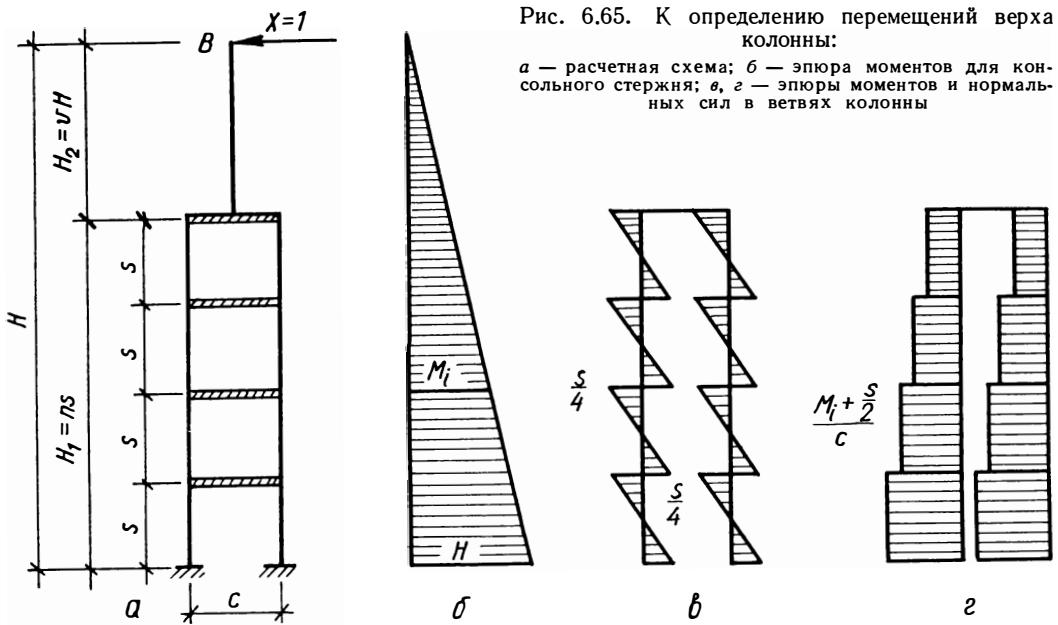 Рис. 6.65. К определению перемещений верха
колонны:
а — расчетная схема; б — эпюра моментов для кон-
сольного стержня; в, г — эпюры моментов и нормаль-
ных сил в ветвях колонны
X=1
B
H
H₂=υH
H₁=ns
s
s
s
s
c
а
Mᵢ
H
б
s/4
s/4
в
(Mᵢ + s/2)/c
г